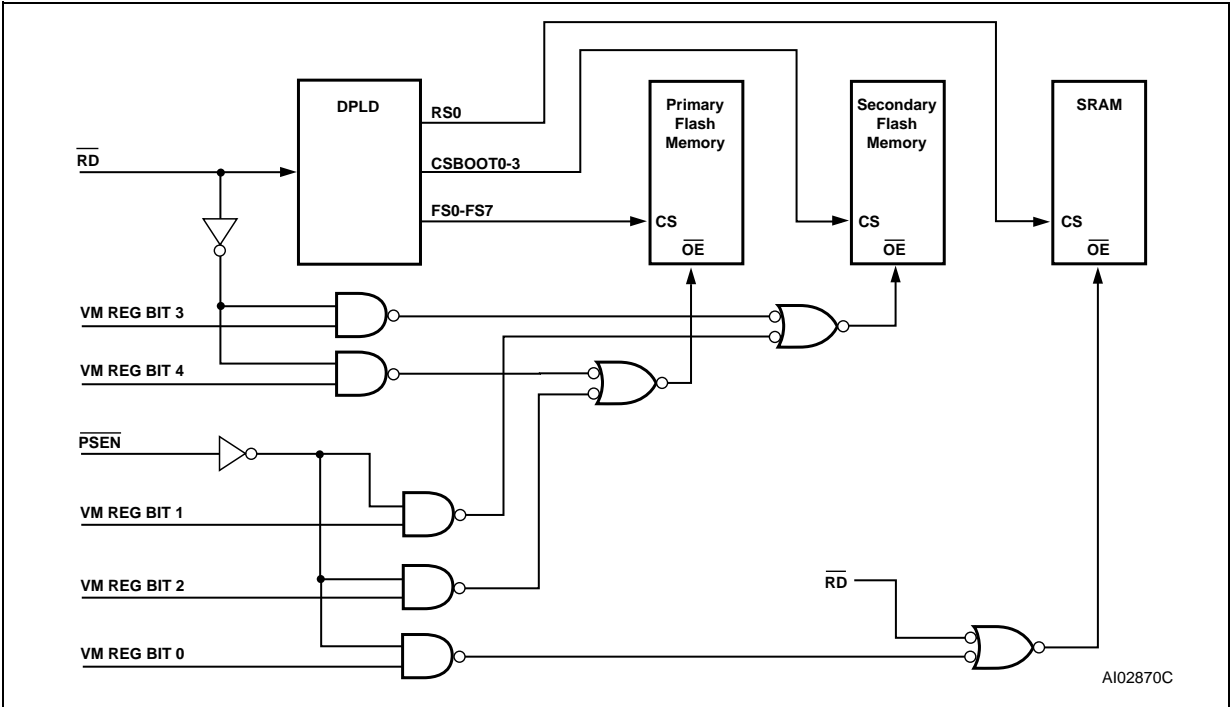 DPLD
RS0
CSBOOT0-3
FS0-FS7
Primary
Flash
Memory
CS
OE
Secondary
Flash
Memory
CS
OE
SRAM
CS
OE
RD
VM REG BIT 3
VM REG BIT 4
PSEN
VM REG BIT 1
VM REG BIT 2
VM REG BIT 0
RD
AI02870C